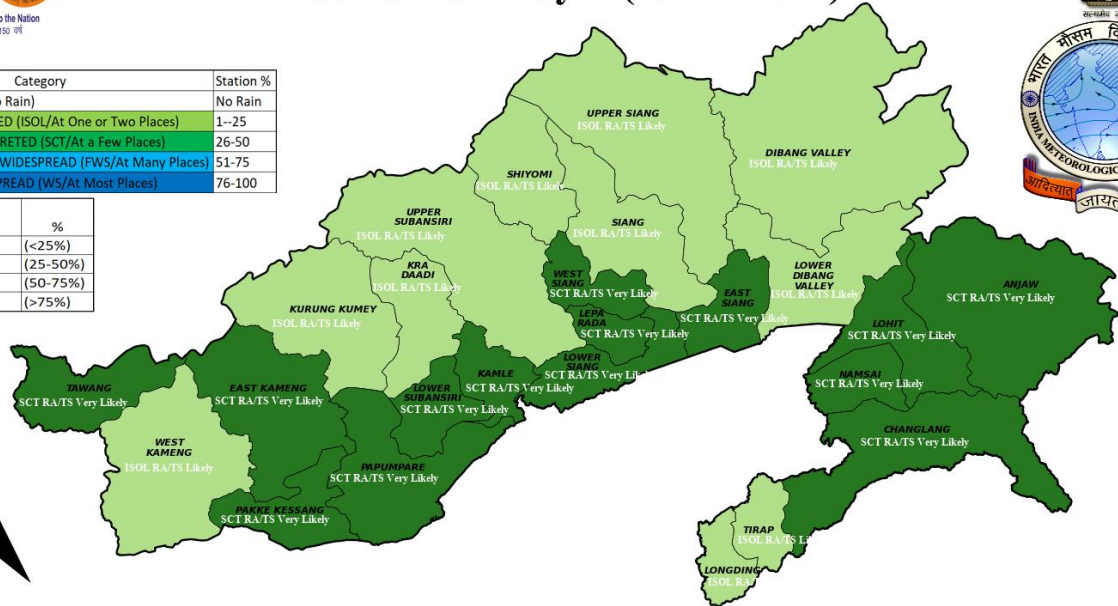 to the Nation
150 वर्ष
Category Station %
Rain) No Rain
ED (ISOL/At One or Two Places) 1--25
RETED (SCT/At a Few Places) 26-50
WIDESPREAD (FWS/At Many Places) 51-75
PREAD (WS/At Most Places) 76-100
%
(<25%)
(25-50%)
(50-75%)
(>75%)
भारत मौसम वि
INDIA METEOROLOGIC
आदित्यात
जायत
UPPER SIANG
ISOL RA/TS Likely
DIBANG VALLEY
ISOL RA/TS Likely
SHIYOMI
ISOL RA/TS Likely
UPPER
SUBANSIRI
ISOL RA/TS Likely
SIANG
ISOL RA/TS Likely
KRA
DAADI
ISOL RA/TS Likely
WEST
SIANG
SCT RA/TS Very Likely
EAST
SIANG
SCT RA/TS Very Likely
LOWER
DIBANG
VALLEY
ISOL RA/TS Likely
ANJAW
SCT RA/TS Very Likely
KURUNG KUMEY
ISOL RA/TS Likely
LEPA
RADA
SCT RA/TS Very Likely
LOHIT
SCT RA/TS Very Likely
LOWER
SIANG
SCT RA/TS Very Lik
KAMLE
SCT RA/TS Very Likely
NAMSAI
SCT RA/TS Very Likely
TAWANG
SCT RA/TS Very Likely
EAST KAMENG
SCT RA/TS Very Likely
LOWER
SUBANSIRI
SCT RA/TS Very Likely
CHANGLANG
SCT RA/TS Very Likely
WEST
KAMENG
ISOL RA/TS Likely
PAPUMPARE
SCT RA/TS Very Likely
PAKKE KESSANG
SCT RA/TS Very Likely
TIRAP
ISOL RA/TS Li
LONGDING
ISOL RA/T